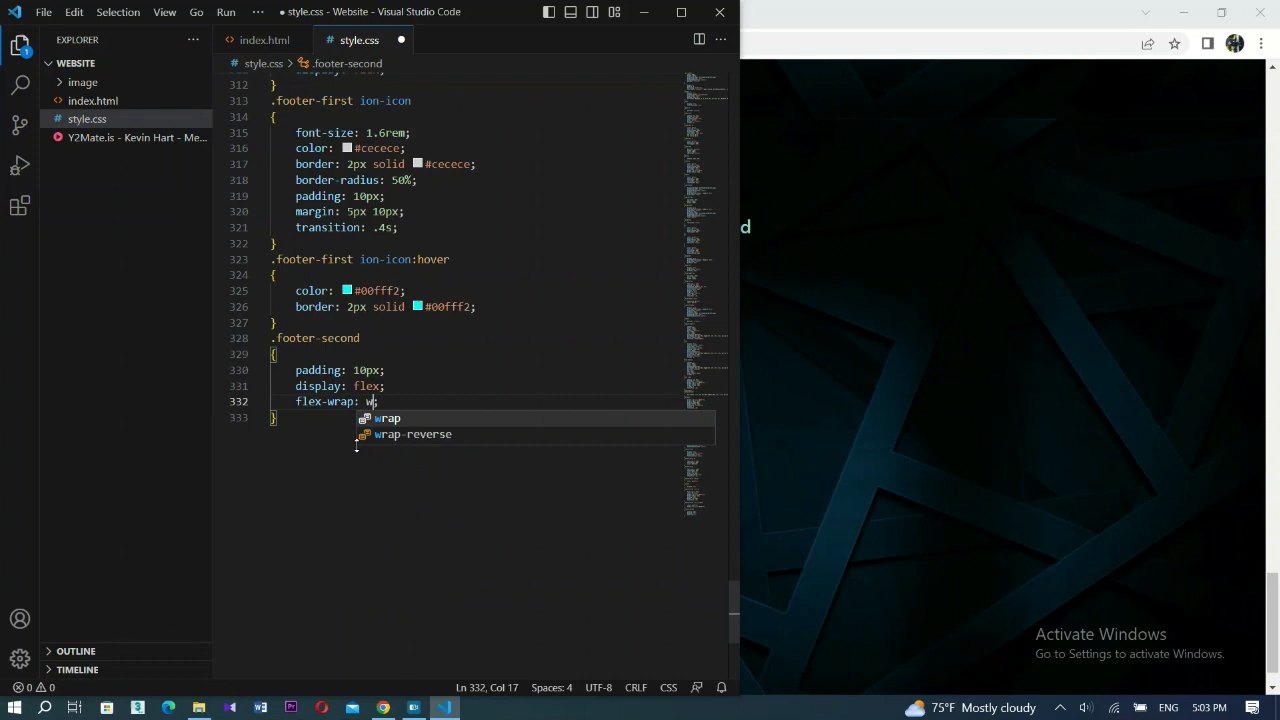 File Edit Selection View Go Run ··· ● style.css - Website - Visual Studio Code
EXPLORER
WEBSITE
image
index.html
style.css
Y2Mate.is - Kevin Hart - Me...
OUTLINE
TIMELINE
index.html style.css
style.css > .footer-second
312 }
313 .footer-first ion-icon
314 {
315 font-size: 1.6rem;
316 color: #cecece;
317 border: 2px solid #cecece;
318 border-radius: 50%;
319 padding: 10px;
320 margin: 5px 10px;
321 transition: .4s;
322 }
323 .footer-first ion-icon:hover
324 {
325 color: #00fff2;
326 border: 2px solid #00fff2;
327 }
328 .footer-second
329 {
330 padding: 10px;
331 display: flex;
332 flex-wrap: w;
333 }
wrap
wrap-reverse
d
Activate Windows
Go to Settings to activate Windows.
0 0 Ln 332, Col 17 Spaces: 4 UTF-8 CRLF CSS
75°F Mostly cloudy 5:03 PM